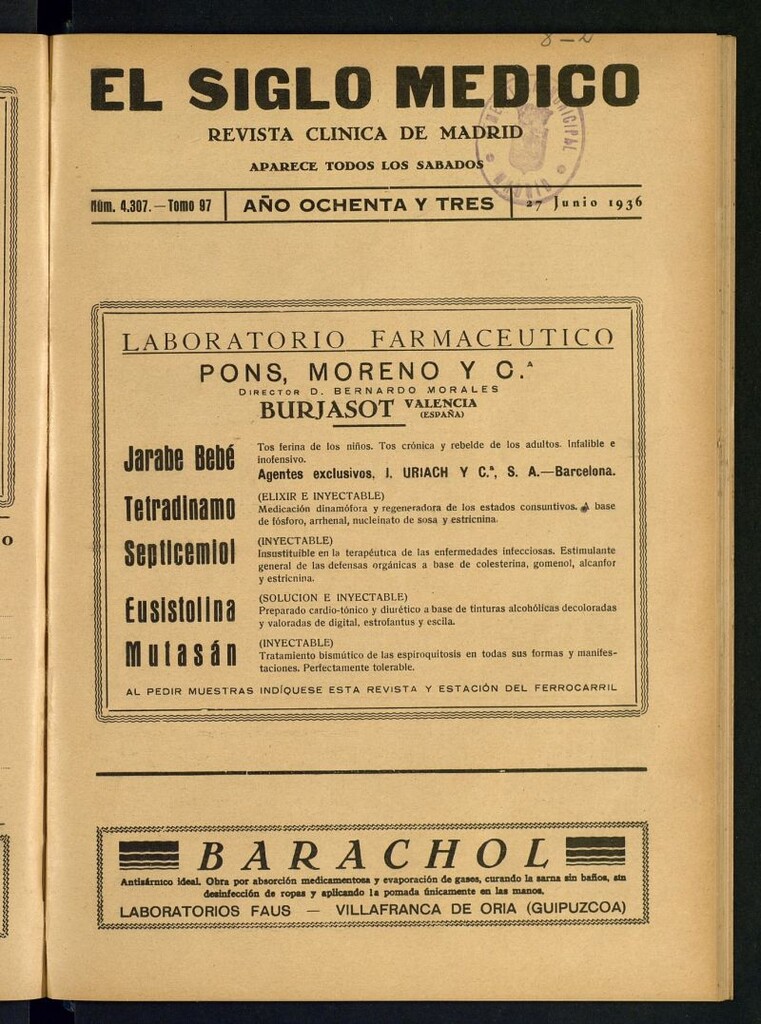 8-2
EL SIGLO MEDICO
REVISTA CLINICA DE MADRID
APARECE TODOS LOS SABADOS
MUNICIPAL
MADRID
Núm. 4.307.—Tomo 97
AÑO OCHENTA Y TRES
27 Junio 1936
LABORATORIO FARMACEUTICO
PONS, MORENO Y C.ᴬ
DIRECTOR D. BERNARDO MORALES
BURJASOT VALENCIA
(ESPAÑA)
Jarabe Bebé
Tos ferina de los niños. Tos crónica y rebelde de los adultos. Infalible e
inofensivo.
Agentes exclusivos, J. URIACH Y C.ª, S. A.—Barcelona.
Tetradinamo
(ELIXIR E INYECTABLE)
Medicación dinamófora y regeneradora de los estados consuntivos. A base
de fósforo, arrhenal, nucleinato de sosa y estricnina.
Septicemiol
(INYECTABLE)
Insustituíble en la terapéutica de las enfermedades infecciosas. Estimulante
general de las defensas orgánicas a base de colesterina, gomenol, alcanfor
y estricnina.
Eusistolina
(SOLUCION E INYECTABLE)
Preparado cardio-tónico y diurético a base de tinturas alcohólicas decoloradas
y valoradas de digital, estrofantus y escila.
Mutasán
(INYECTABLE)
Tratamiento bismútico de las espiroquitosis en todas sus formas y manifes-
taciones. Perfectamente tolerable.
AL PEDIR MUESTRAS INDÍQUESE ESTA REVISTA Y ESTACIÓN DEL FERROCARRIL
BARACHOL
Antisármico ideal. Obra por absorción medicamentosa y evaporación de gases, curando la sarna sin baños, sin
desinfección de ropas y aplicando la pomada únicamente en las manos.
LABORATORIOS FAUS — VILLAFRANCA DE ORIA (GUIPUZCOA)
o